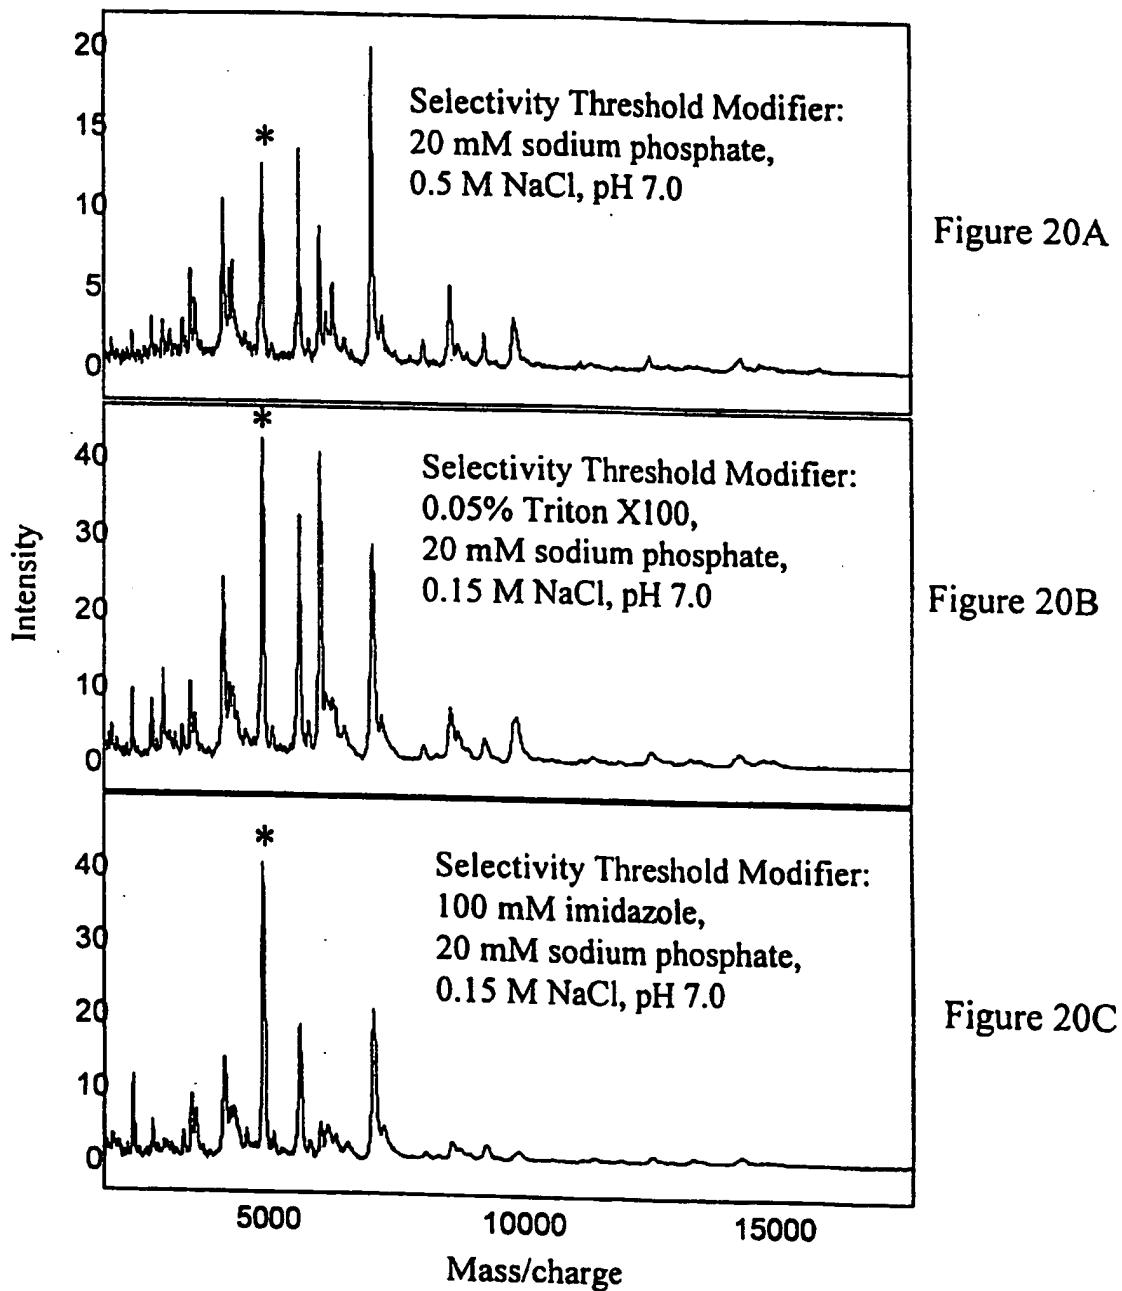 20
15
10
5
0
*
Selectivity Threshold Modifier:
20 mM sodium phosphate,
0.5 M NaCl, pH 7.0
Figure 20A
40
30
20
10
0
*
Selectivity Threshold Modifier:
0.05% Triton X100,
20 mM sodium phosphate,
0.15 M NaCl, pH 7.0
Figure 20B
Intensity
40
30
20
10
0
*
Selectivity Threshold Modifier:
100 mM imidazole,
20 mM sodium phosphate,
0.15 M NaCl, pH 7.0
Figure 20C
5000
10000
15000
Mass/charge